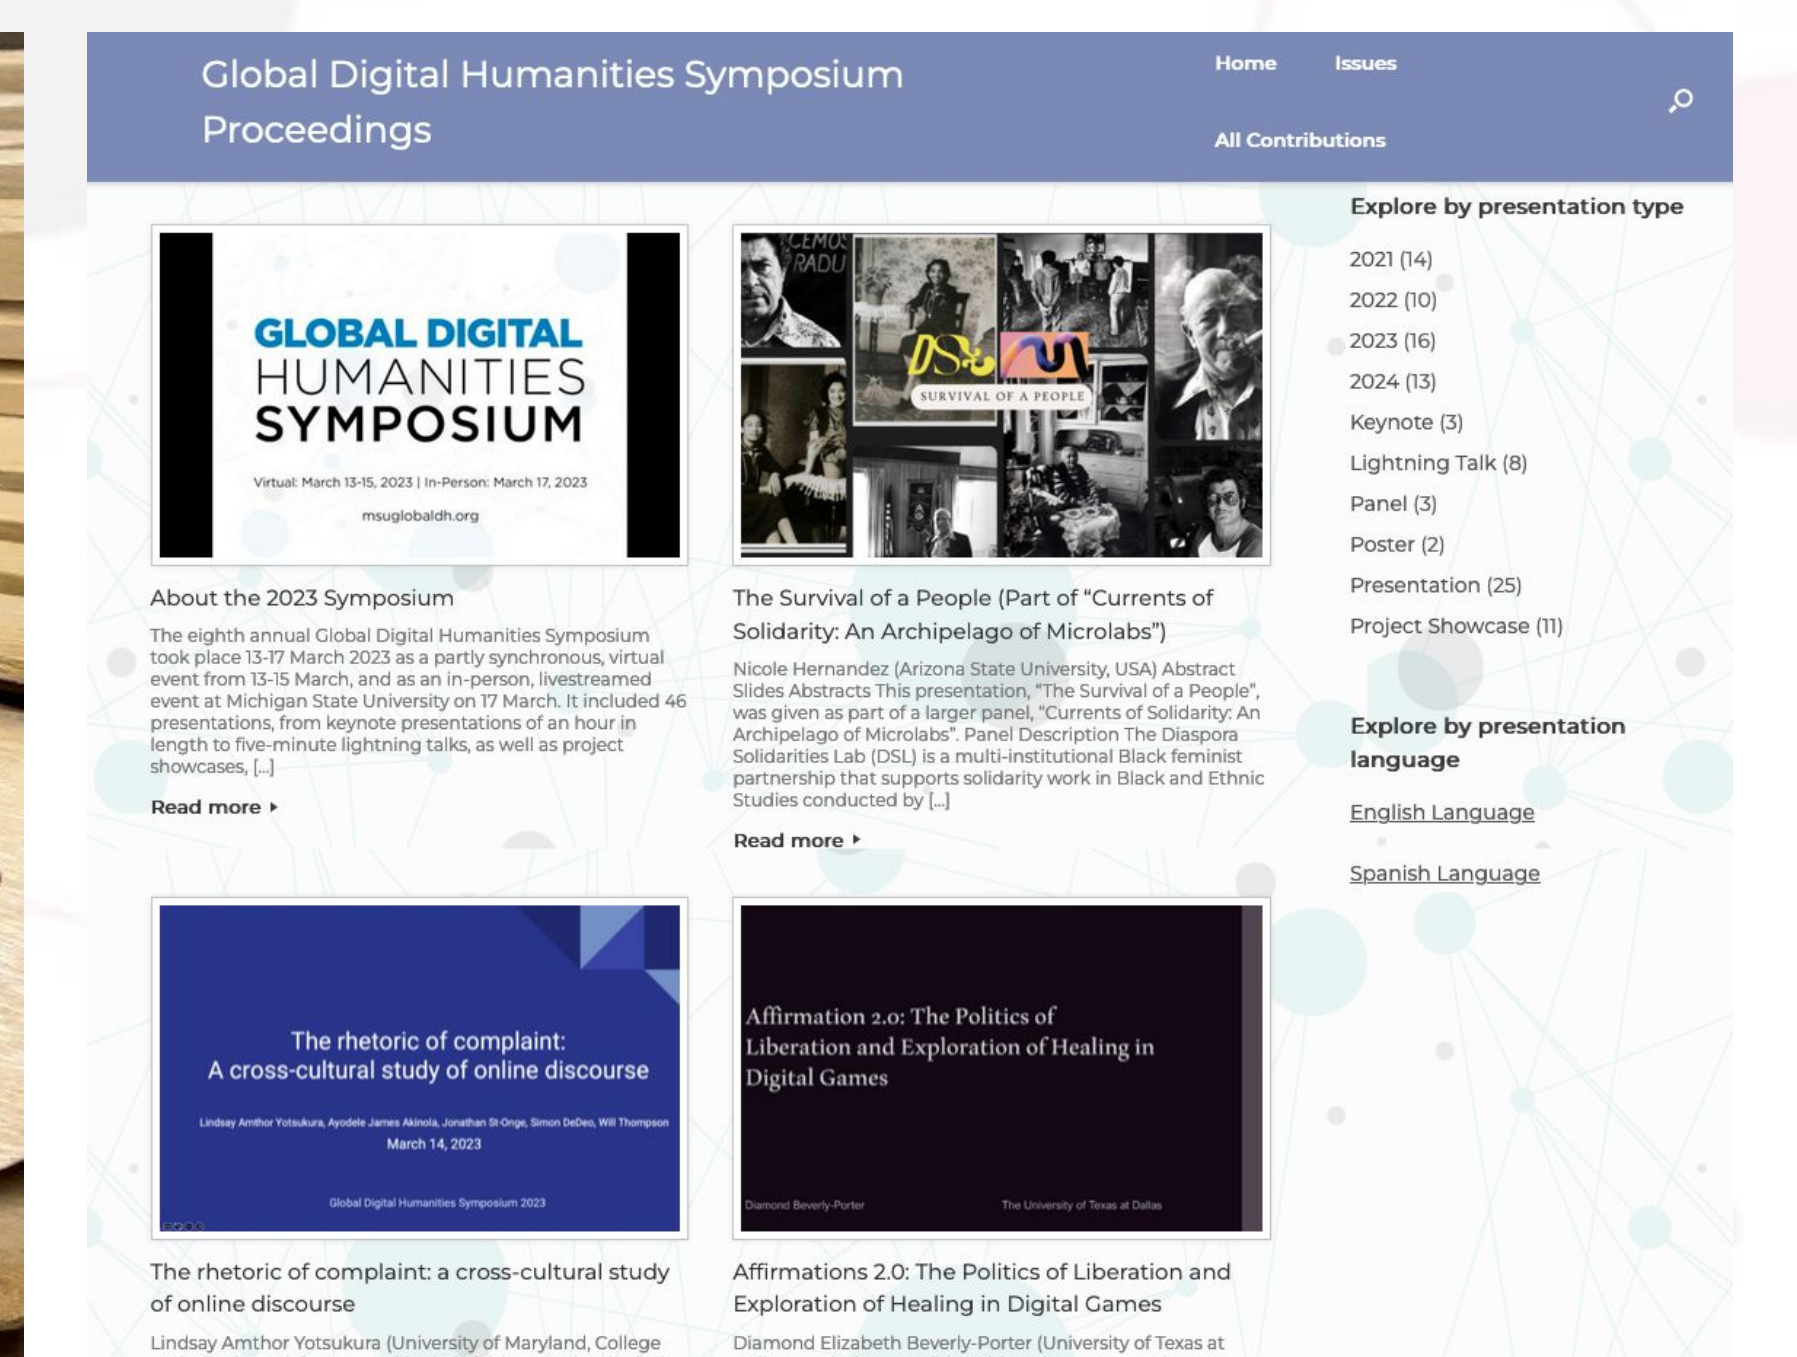 Global Digital Humanities Symposium
Proceedings
Home
Issues
All Contributions
GLOBAL DIGITAL
HUMANITIES
SYMPOSIUM
Virtual: March 13-15, 2023 | In-Person: March 17, 2023
msuglobaldh.org
About the 2023 Symposium
The eighth annual Global Digital Humanities Symposium
took place 13-17 March 2023 as a partly synchronous, virtual
event from 13-15 March, and as an in-person, livestreamed
event at Michigan State University on 17 March. It included 46
presentations, from keynote presentations of an hour in
length to five-minute lightning talks, as well as project
showcases, [...]
Read more
CEMOS
RADU
DSL
SURVIVAL OF A PEOPLE
The Survival of a People (Part of “Currents of
Solidarity: An Archipelago of Microlabs”)
Nicole Hernandez (Arizona State University, USA) Abstract
Slides Abstracts This presentation, “The Survival of a People”,
was given as part of a larger panel, “Currents of Solidarity: An
Archipelago of Microlabs”. Panel Description The Diaspora
Solidarities Lab (DSL) is a multi-institutional Black feminist
partnership that supports solidarity work in Black and Ethnic
Studies conducted by [...]
Read more
The rhetoric of complaint:
A cross-cultural study of online discourse
Lindsay Amthor Yotsukura, Ayodele James Akinola, Jonathan St-Onge, Simon DeDeo, Will Thompson
March 14, 2023
Global Digital Humanities Symposium 2023
The rhetoric of complaint: a cross-cultural study
of online discourse
Lindsay Amthor Yotsukura (University of Maryland, College
Affirmation 2.0: The Politics of
Liberation and Exploration of Healing in
Digital Games
Diamond Beverly-Porter
The University of Texas at Dallas
Affirmations 2.0: The Politics of Liberation and
Exploration of Healing in Digital Games
Diamond Elizabeth Beverly-Porter (University of Texas at
Explore by presentation type
2021 (14)
2022 (10)
2023 (16)
2024 (13)
Keynote (3)
Lightning Talk (8)
Panel (3)
Poster (2)
Presentation (25)
Project Showcase (11)
Explore by presentation
language
English Language
Spanish Language